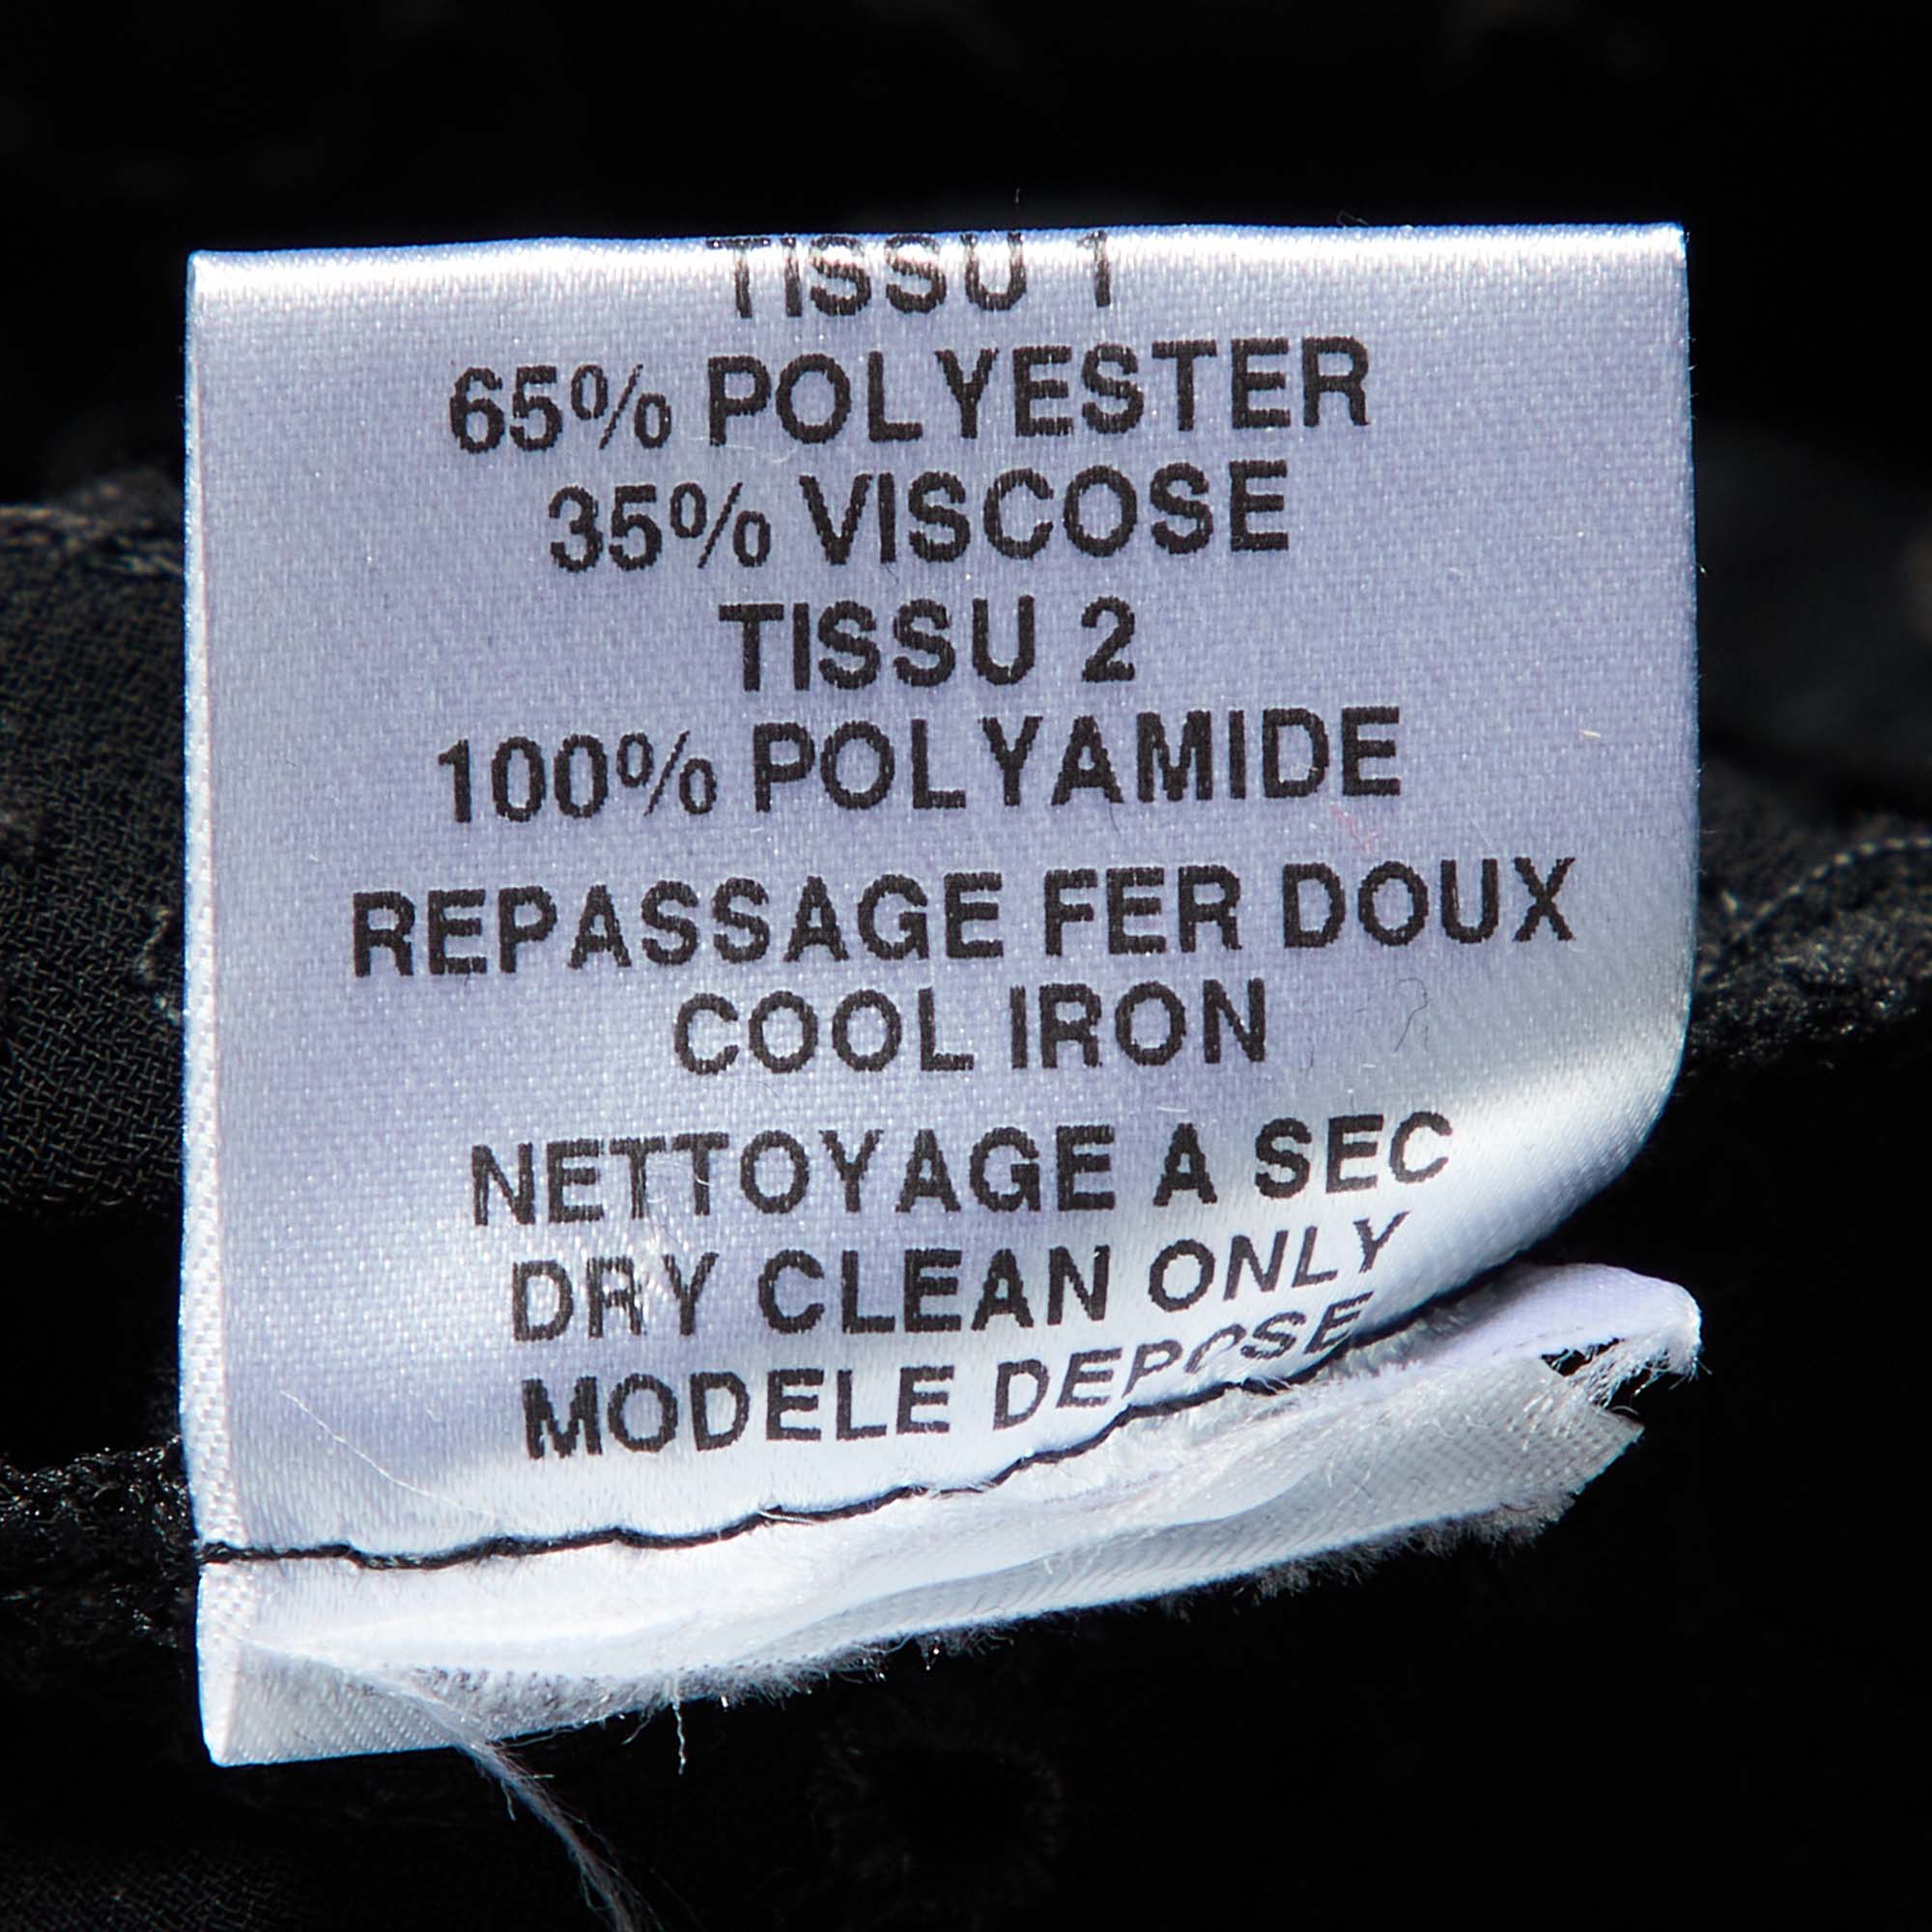 TISSU 1
65% POLYESTER
35% VISCOSE
TISSU 2
100% POLYAMIDE
REPASSAGE FER DOUX
COOL IRON
NETTOYAGE A SEC
DRY CLEAN ONLY
MODELE DEPOSE